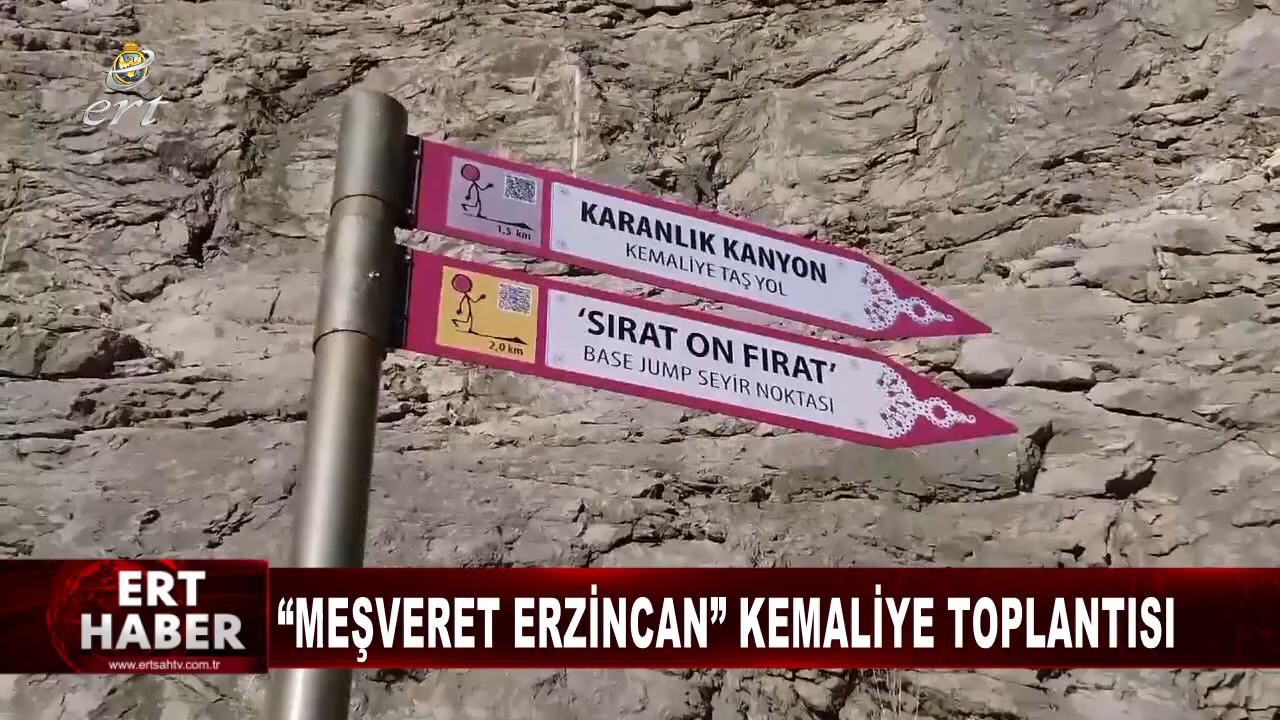 ert
1,5 km
KARANLIK KANYON
KEMALİYE TAŞ YOL
2,0 km
‘SIRAT ON FIRAT’
BASE JUMP SEYİR NOKTASI
ERT
HABER
www.ertsahtv.com.tr
“MEŞVERET ERZİNCAN” KEMALİYE TOPLANTISI